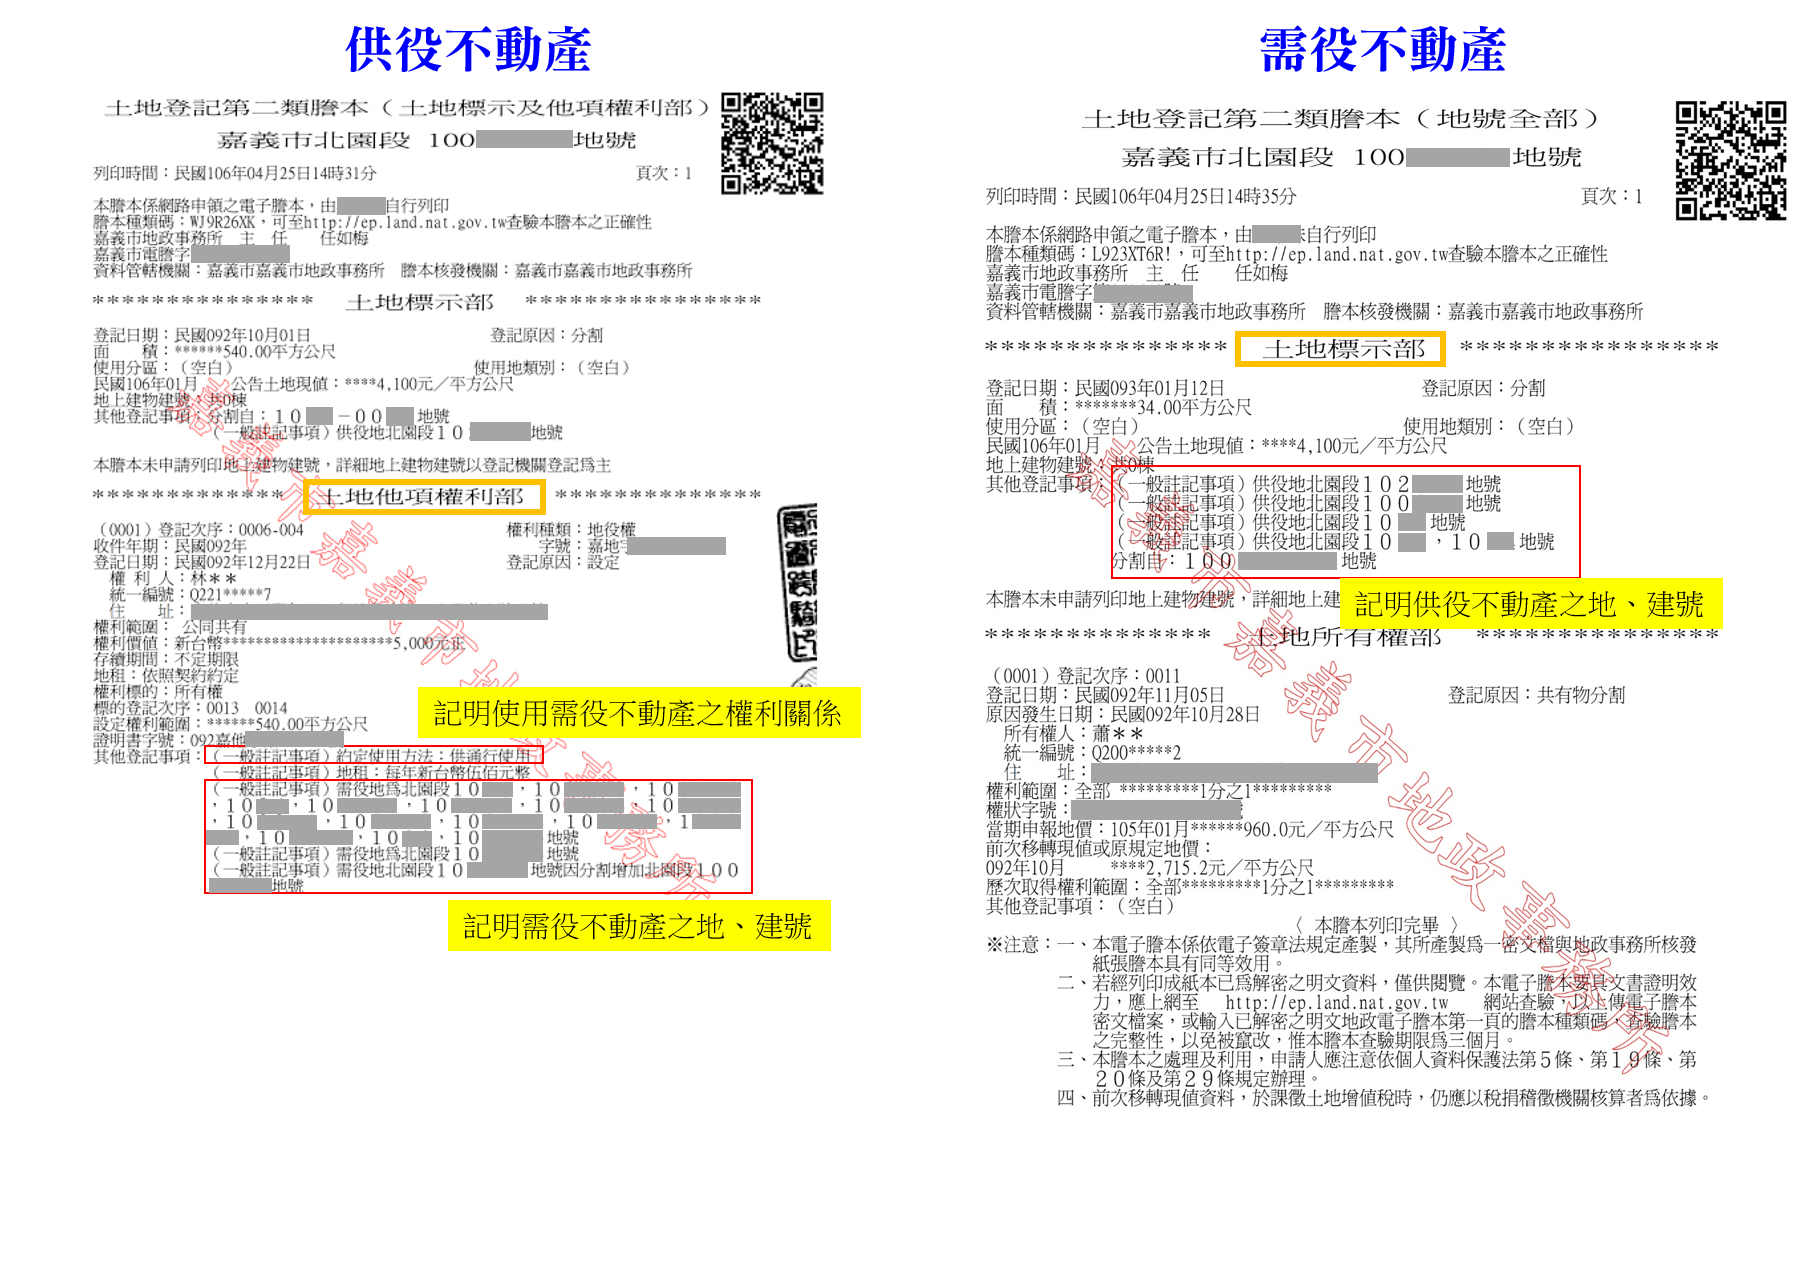 供役不動產
土地登記第二類謄本（土地標示及他項權利部）
嘉義市北園段 100 地號
列印時間：民國106年04月25日14時31分 頁次：1
本謄本係網路申領之電子謄本，由 自行列印
謄本種類碼：WJ9R26XK，可至http://ep.land.nat.gov.tw查驗本謄本之正確性
嘉義市地政事務所 主 任 任如梅
嘉義市電謄字
資料管轄機關：嘉義市嘉義市地政事務所 謄本核發機關：嘉義市嘉義市地政事務所
*************** 土地標示部 ****************
登記日期：民國092年10月01日 登記原因：分割
面 積：******540.00平方公尺
使用分區：（空白） 使用地類別：（空白）
民國106年01月 公告土地現值：****4,100元／平方公尺
地上建物建號：共0棟
其他登記事項：分割自：１０ －００ 地號
（一般註記事項）供役地北園段１０ 地號
本謄本未申請列印地上建物建號，詳細地上建物建號以登記機關登記為主
************* 土地他項權利部 **************
（0001）登記次序：0006-004 權利種類：地役權
收件年期：民國092年 字號：嘉地字
登記日期：民國092年12月22日 登記原因：設定
權 利 人：林＊＊
統一編號：Q221*****7
住 址：
權利範圍： 公同共有
權利價值：新台幣*********************5,000元正
存續期間：不定期限
地租：依照契約約定
權利標的：所有權
標的登記次序：0013 0014
設定權利範圍：******540.00平方公尺
證明書字號：092嘉他
其他登記事項：（一般註記事項）約定使用方法：供通行使用
（一般註記事項）地租：每年新台幣伍佰元整
（一般註記事項）需役地為北園段１０ ，１０ ，１０
，１０ ，１０ ，１０ ，１０ ，１０
，１０ ，１０ ，１０ ，１０ ，１
，１０ ，１０ ，１０ 地號
（一般註記事項）需役地為北園段１０ 地號
（一般註記事項）需役地北園段１０ 地號因分割增加北園段１００
地號
記明使用需役不動產之權利關係
記明需役不動產之地、建號
電謄跨騎
嘉義市嘉義市地政事務所
需役不動產
土地登記第二類謄本（地號全部）
嘉義市北園段 100 地號
列印時間：民國106年04月25日14時35分 頁次：1
本謄本係網路申領之電子謄本，由 自行列印
謄本種類碼：L923XT6R!，可至http://ep.land.nat.gov.tw查驗本謄本之正確性
嘉義市地政事務所 主 任 任如梅
嘉義市電謄字
資料管轄機關：嘉義市嘉義市地政事務所 謄本核發機關：嘉義市嘉義市地政事務所
*************** 土地標示部 ****************
登記日期：民國093年01月12日 登記原因：分割
面 積：*******34.00平方公尺
使用分區：（空白） 使用地類別：（空白）
民國106年01月 公告土地現值：****4,100元／平方公尺
地上建物建號：共0棟
其他登記事項：（一般註記事項）供役地北園段１０２ 地號
（一般註記事項）供役地北園段１００ 地號
（一般註記事項）供役地北園段１０ 地號
（一般註記事項）供役地北園段１０ ，１０ 地號
分割自：１００ 地號
本謄本未申請列印地上建物建號，詳細地上建
記明供役不動產之地、建號
************** 土地所有權部 ***************
（0001）登記次序：0011
登記日期：民國092年11月05日 登記原因：共有物分割
原因發生日期：民國092年10月28日
所有權人：蕭＊＊
統一編號：Q200*****2
住 址：
權利範圍：全部 *********1分之1*********
權狀字號：
當期申報地價：105年01月******960.0元／平方公尺
前次移轉現值或原規定地價：
092年10月 ****2,715.2元／平方公尺
歷次取得權利範圍：全部*********1分之1*********
其他登記事項：（空白）
〈 本謄本列印完畢 〉
※注意：一、本電子謄本係依電子簽章法規定產製，其所產製為一密文檔與地政事務所核發
紙張謄本具有同等效用。
二、若經列印成紙本已為解密之明文資料，僅供閱覽。本電子謄本要具文書證明效
力，應上網至 http://ep.land.nat.gov.tw 網站查驗，以上傳電子謄本
密文檔案，或輸入已解密之明文地政電子謄本第一頁的謄本種類碼，查驗謄本
之完整性，以免被竄改，惟本謄本查驗期限為三個月。
三、本謄本之處理及利用，申請人應注意依個人資料保護法第５條、第１９條、第
２０條及第２９條規定辦理。
四、前次移轉現值資料，於課徵土地增值稅時，仍應以稅捐稽徵機關核算者為依據。
嘉義市嘉義市地政事務所